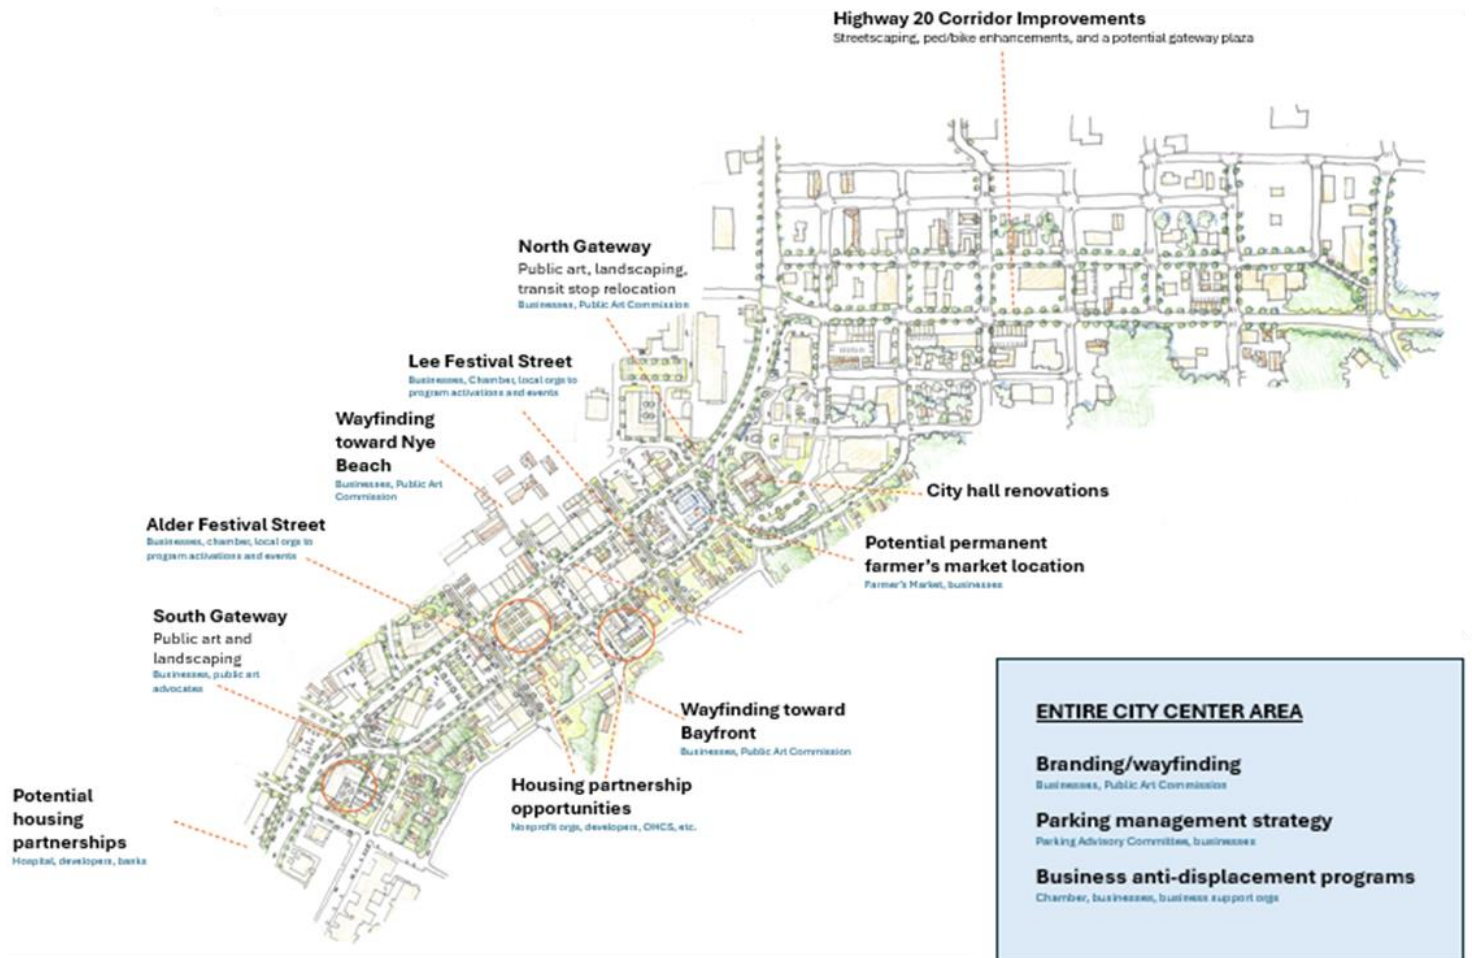 Highway 20 Corridor Improvements
Streetscaping, ped/bike enhancements, and a potential gateway plaza
North Gateway
Public art, landscaping,
transit stop relocation
Businesses, Public Art Commission
Lee Festival Street
Businesses, Chamber, local orgs to
program activations and events
Wayfinding
toward Nye
Beach
Businesses, Public Art
Commission
Alder Festival Street
Businesses, chamber, local orgs to
program activations and events
South Gateway
Public art and
landscaping
Businesses, public art
advocates
Potential
housing
partnerships
Hospital, developers, banks
City hall renovations
Potential permanent
farmer's market location
Farmer's Market, businesses
Wayfinding toward
Bayfront
Businesses, Public Art Commission
Housing partnership
opportunities
Nonprofit orgs, developers, OHCS, etc.
ENTIRE CITY CENTER AREA
Branding/wayfinding
Businesses, Public Art Commission
Parking management strategy
Parking Advisory Committee, businesses
Business anti-displacement programs
Chamber, businesses, business support orgs